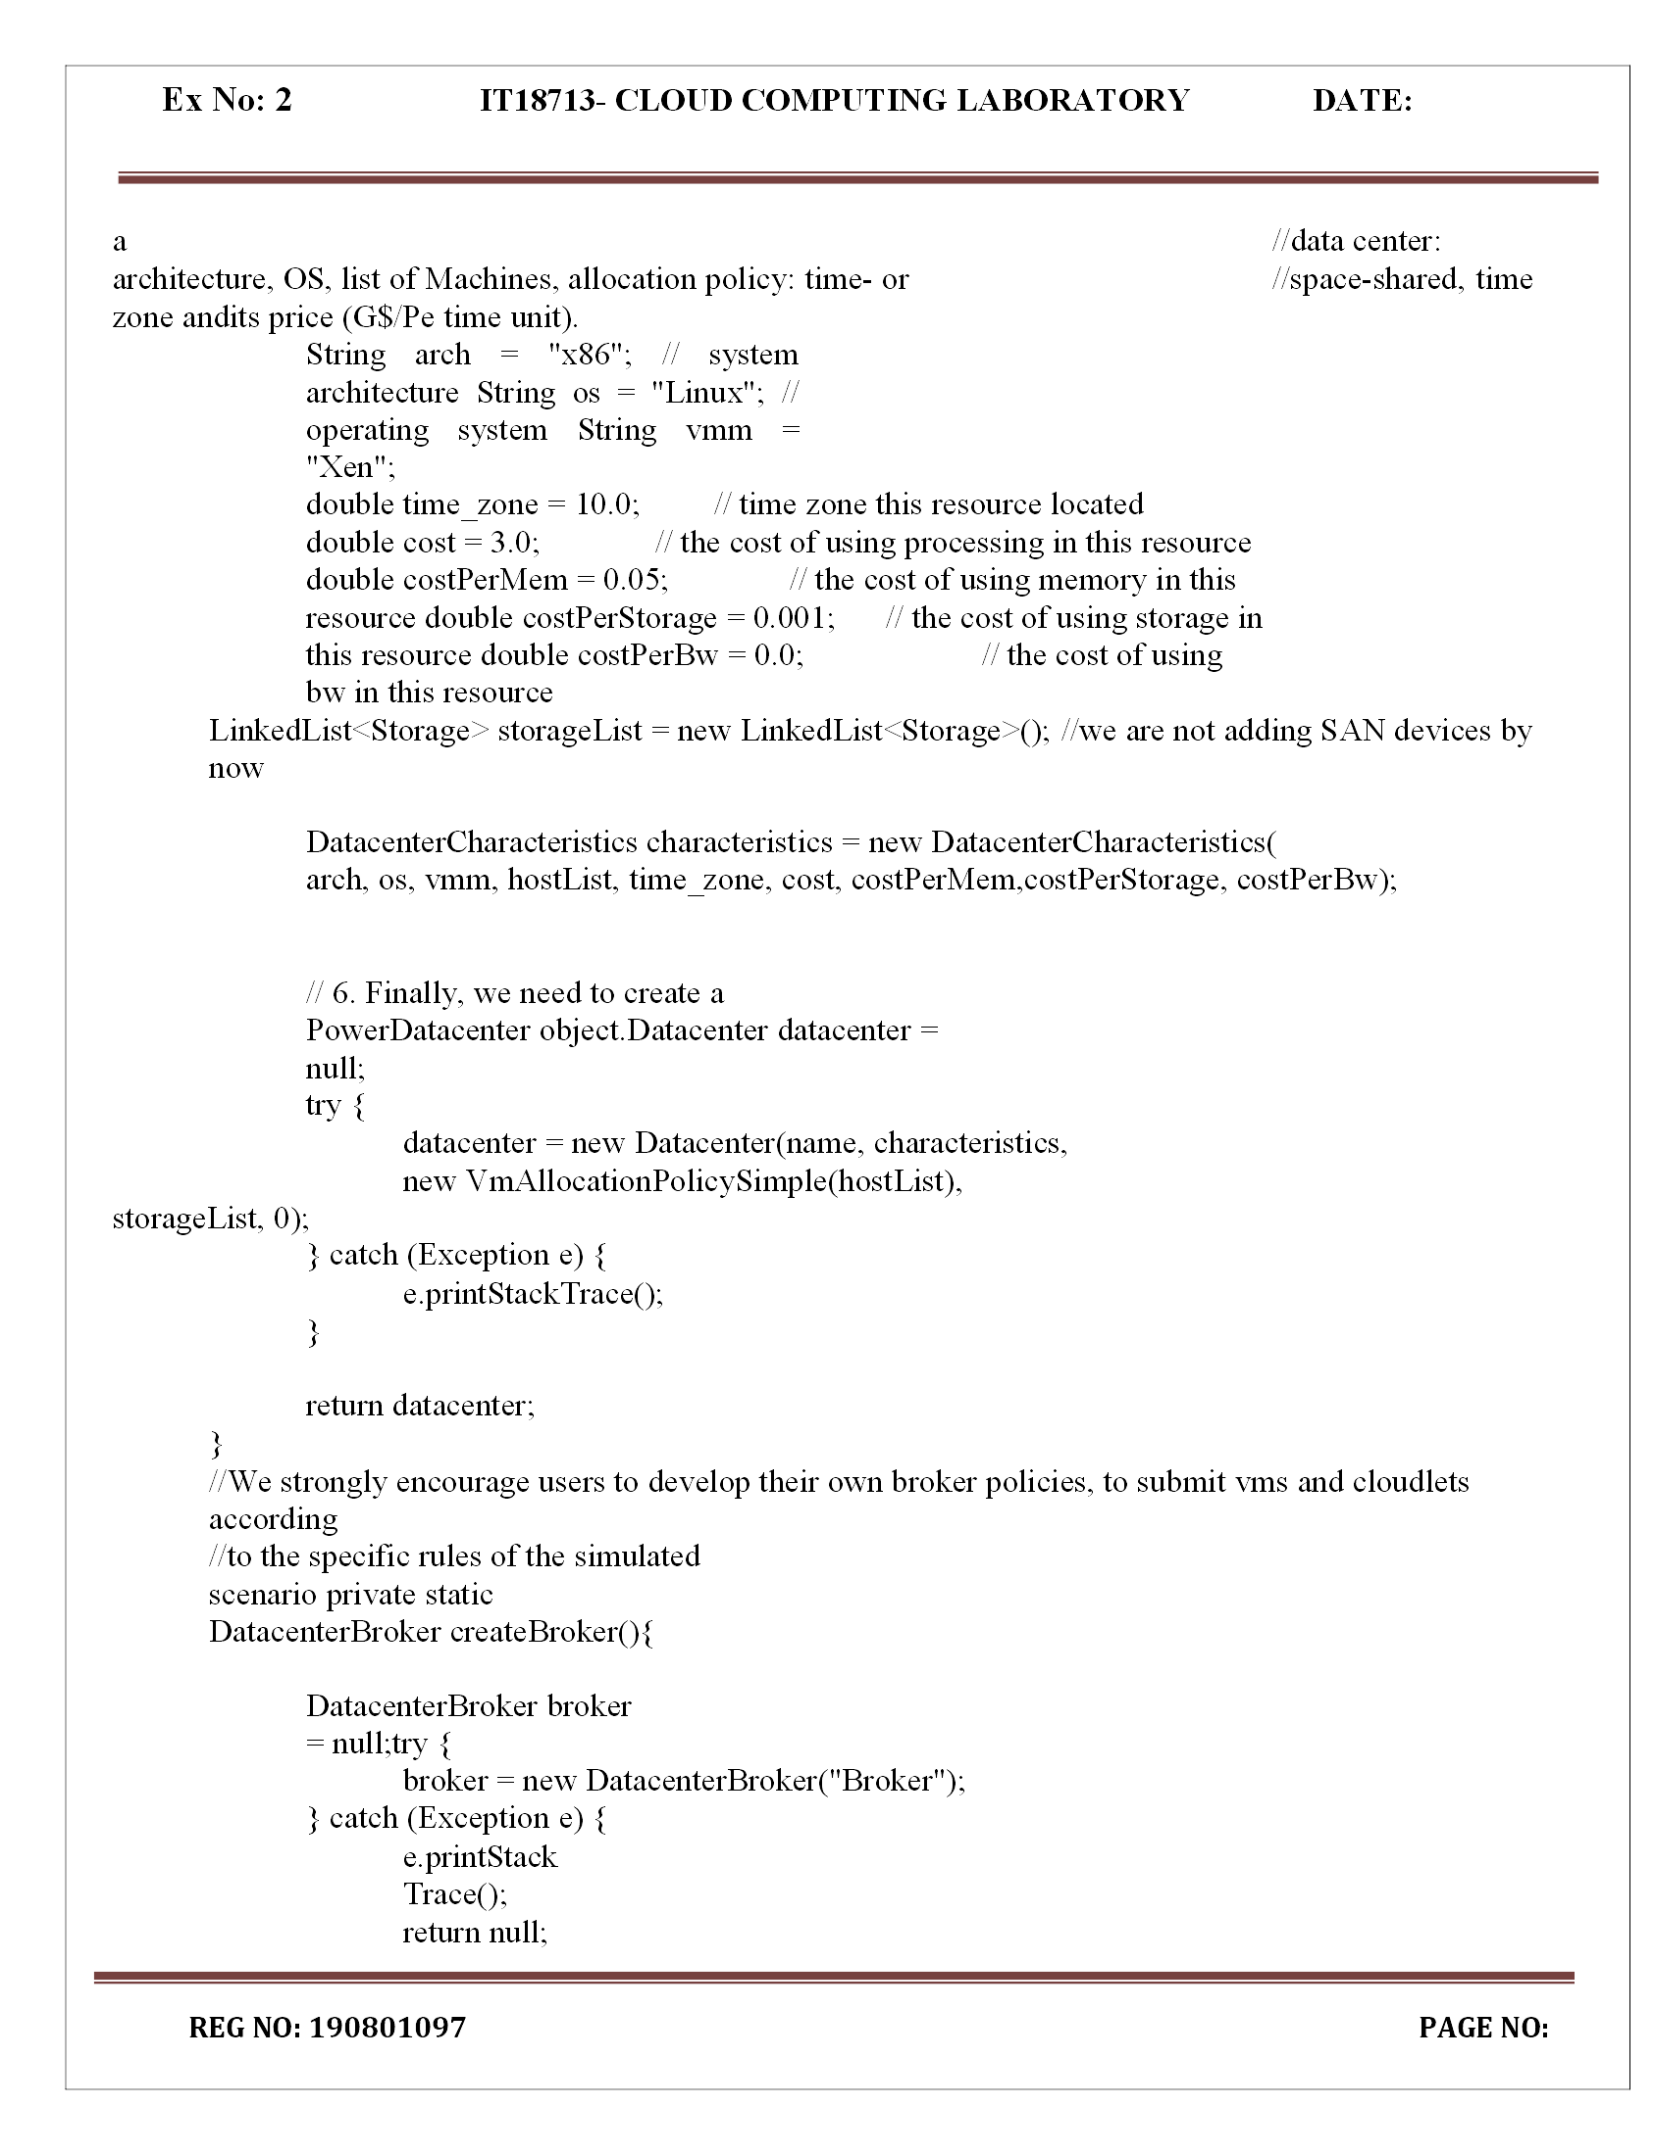 Ex No: 2 IT18713- CLOUD COMPUTING LABORATORY DATE:
a //data center:
architecture, OS, list of Machines, allocation policy: time- or //space-shared, time
zone andits price (G$/Pe time unit).
String arch = "x86"; // system
architecture String os = "Linux"; //
operating system String vmm =
"Xen";
double time_zone = 10.0; // time zone this resource located
double cost = 3.0; // the cost of using processing in this resource
double costPerMem = 0.05; // the cost of using memory in this
resource double costPerStorage = 0.001; // the cost of using storage in
this resource double costPerBw = 0.0; // the cost of using
bw in this resource
LinkedList<Storage> storageList = new LinkedList<Storage>(); //we are not adding SAN devices by
now
DatacenterCharacteristics characteristics = new DatacenterCharacteristics(
arch, os, vmm, hostList, time_zone, cost, costPerMem,costPerStorage, costPerBw);
// 6. Finally, we need to create a
PowerDatacenter object.Datacenter datacenter =
null;
try {
datacenter = new Datacenter(name, characteristics,
new VmAllocationPolicySimple(hostList),
storageList, 0);
} catch (Exception e) {
e.printStackTrace();
}
return datacenter;
}
//We strongly encourage users to develop their own broker policies, to submit vms and cloudlets
according
//to the specific rules of the simulated
scenario private static
DatacenterBroker createBroker(){
DatacenterBroker broker
= null;try {
broker = new DatacenterBroker("Broker");
} catch (Exception e) {
e.printStack
Trace();
return null;
REG NO: 190801097 PAGE NO: